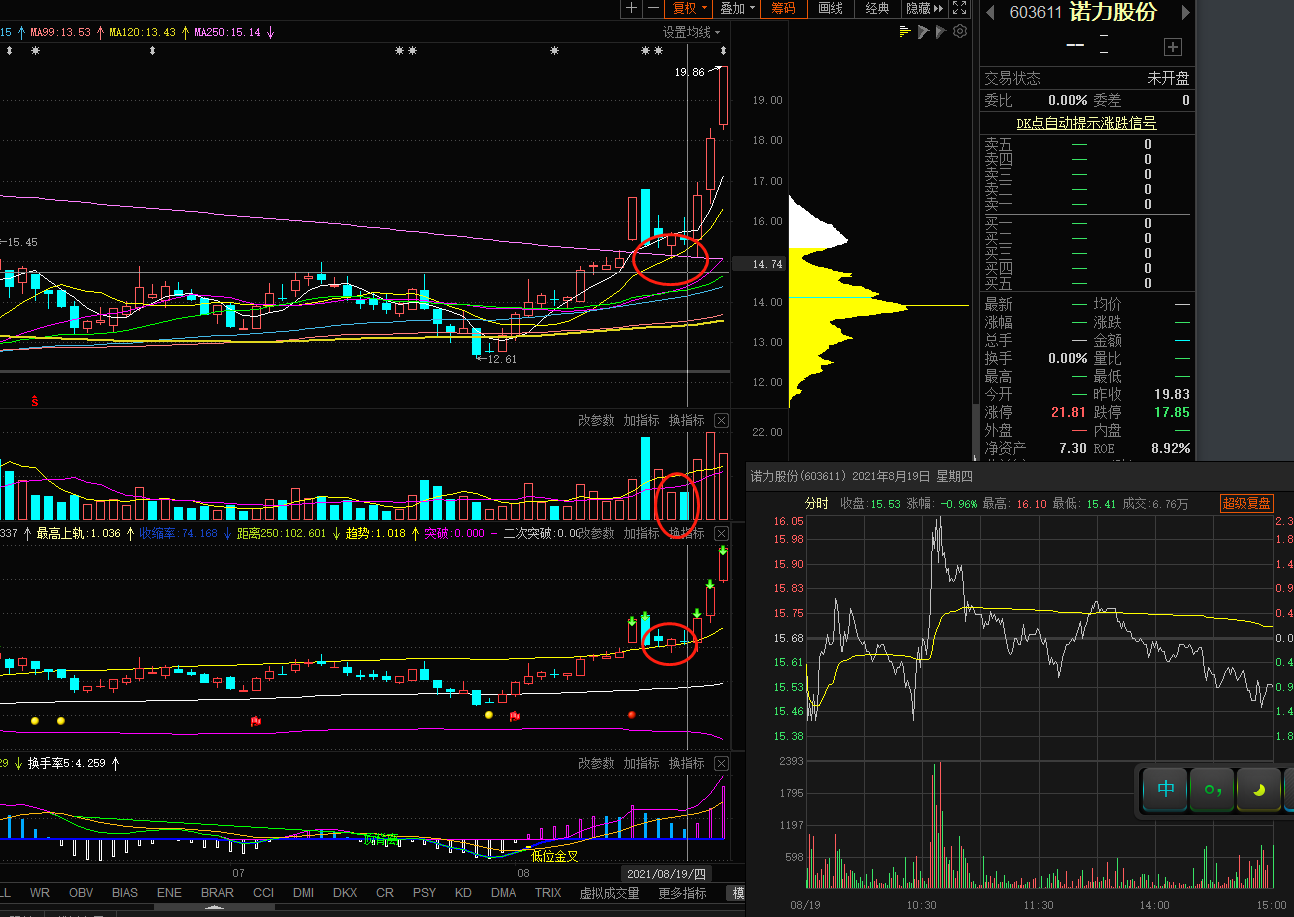 复权 叠加 筹码 画线 经典 隐藏
603611 诺力股份
15 MA99:13.53 MA120:13.43 MA250:15.14
设置均线
--
交易状态 未开盘
委比 0.00% 委差 0
DK点自动提示涨跌信号
卖五 — 0
卖四 — 0
卖三 — 0
卖二 — 0
卖一 — 0
买一 — 0
买二 — 0
买三 — 0
买四 — 0
买五 — 0
最新 — 均价 —
涨幅 — 涨跌 —
总手 — 金额 —
换手 0.00% 量比 —
最高 — 最低 —
今开 — 昨收 19.83
涨停 21.81 跌停 17.85
外盘 — 内盘 —
净资产 7.30 ROE 8.92%
19.86
19.00
18.00
17.00
16.00
15.45
14.74
14.00
13.00
12.61
12.00
ŝ
改参数 加指标 换指标
22.00
337 最高上轨:1.036 收缩率:74.168 距离250:102.601 趋势:1.018 突破:0.000 − 二次突破:0.00
改参数 加指标 换指标
29 换手率5:4.259
改参数 加指标 换指标
低位金叉
07 08 2021/08/19/四
LL WR OBV BIAS ENE BRAR CCI DMI DKX CR PSY KD DMA TRIX 虚拟成交量 更多指标 模
诺力股份(603611) 2021年8月19日 星期四
分时 收盘:15.53 涨幅: -0.96% 最高: 16.10 最低: 15.41 成交:6.76万 超级复盘
16.05 2.3
15.98 1.8
15.90 1.4
15.83 0.9
15.75 0.4
15.68 0.0
15.61 0.4
15.53 0.9
15.46 1.4
15.38 1.8
2393
1795
1197
598
中
08/19 10:30 11:30 14:00 15:00